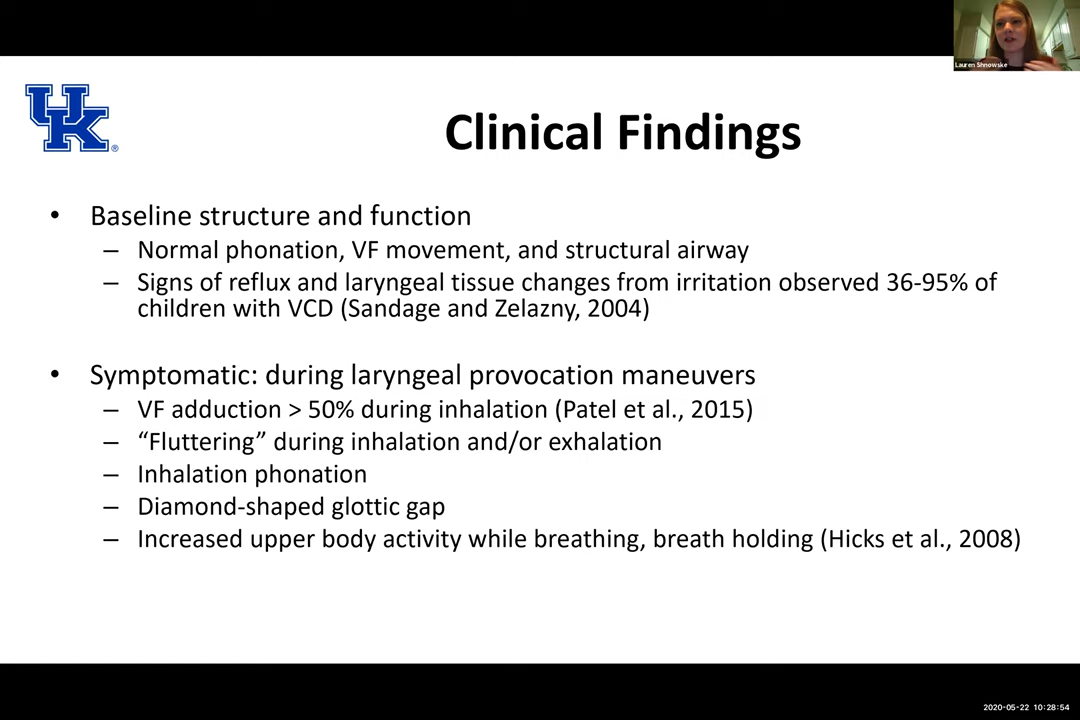 Lauren Shnowske
UK®
Clinical Findings
• Baseline structure and function
– Normal phonation, VF movement, and structural airway
– Signs of reflux and laryngeal tissue changes from irritation observed 36-95% of
children with VCD (Sandage and Zelazny, 2004)
• Symptomatic: during laryngeal provocation maneuvers
– VF adduction > 50% during inhalation (Patel et al., 2015)
– “Fluttering” during inhalation and/or exhalation
– Inhalation phonation
– Diamond-shaped glottic gap
– Increased upper body activity while breathing, breath holding (Hicks et al., 2008)
2020-05-22 10:28:54